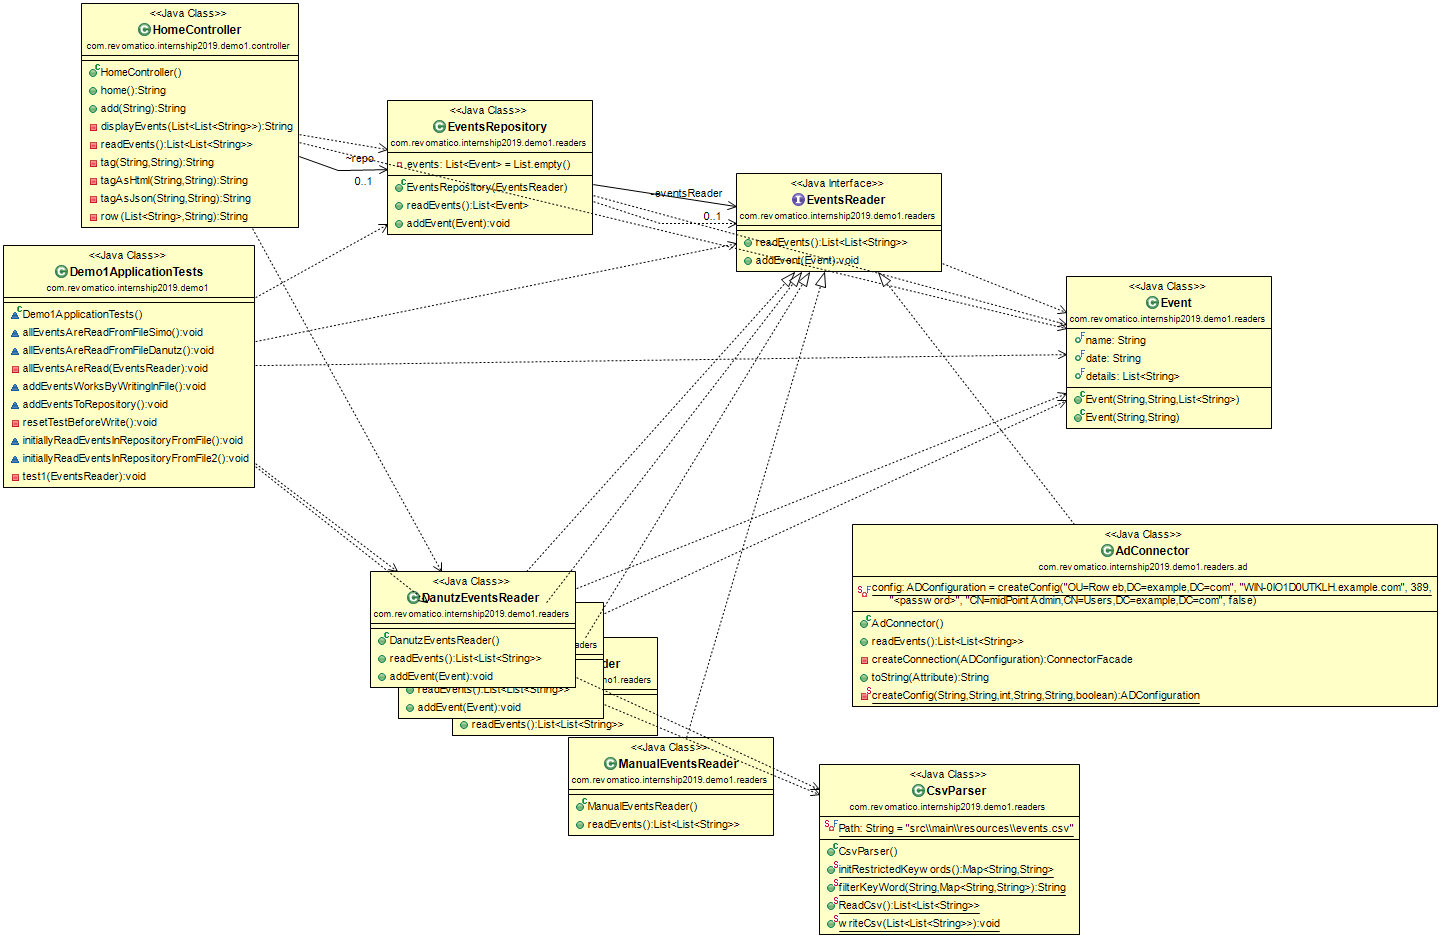 <<Java Class>>
HomeController
com.revomatico.internship2019.demo1.controller
HomeController()
home():String
add(String):String
displayEvents(List<List<String>>):String
readEvents():List<List<String>>
tag(String,String):String
tagAsHtml(String,String):String
tagAsJson(String,String):String
row(List<String>,String):String
<<Java Class>>
EventsRepository
com.revomatico.internship2019.demo1.readers
events: List<Event> = List.empty()
EventsRepository(EventsReader)
readEvents():List<Event>
addEvent(Event):void
~repo
0..1
-eventsReader
0..1
<<Java Interface>>
EventsReader
com.revomatico.internship2019.demo1.readers
readEvents():List<List<String>>
addEvent(Event):void
<<Java Class>>
Demo1ApplicationTests
com.revomatico.internship2019.demo1
Demo1ApplicationTests()
allEventsAreReadFromFileSimo():void
allEventsAreReadFromFileDanutz():void
allEventsAreRead(EventsReader):void
addEventsWorksByWritingInFile():void
addEventsToRepository():void
resetTestBeforeWrite():void
initiallyReadEventsInRepositoryFromFile():void
initiallyReadEventsInRepositoryFromFile2():void
test1(EventsReader):void
<<Java Class>>
Event
com.revomatico.internship2019.demo1.readers
name: String
date: String
details: List<String>
Event(String,String,List<String>)
Event(String,String)
<<Java Class>>
AdConnector
com.revomatico.internship2019.demo1.readers.ad
config: ADConfiguration = createConfig("OU=Roweb,DC=example,DC=com", "WIN-0IO1D0UTKLH.example.com", 389,
"<password>", "CN=midPoint Admin,CN=Users,DC=example,DC=com", false)
AdConnector()
readEvents():List<List<String>>
createConnection(ADConfiguration):ConnectorFacade
toString(Attribute):String
createConfig(String,String,int,String,String,boolean):ADConfiguration
<<Java Class>>
DanutzEventsReader
com.revomatico.internship2019.demo1.readers
DanutzEventsReader()
readEvents():List<List<String>>
addEvent(Event):void
aders
readEvents():List<List<String>>
addEvent(Event):void
der
mo1.readers
readEvents():List<List<String>>
<<Java Class>>
ManualEventsReader
com.revomatico.internship2019.demo1.readers
ManualEventsReader()
readEvents():List<List<String>>
<<Java Class>>
CsvParser
com.revomatico.internship2019.demo1.readers
Path: String = "src\\main\\resources\\events.csv"
CsvParser()
initRestrictedKeywords():Map<String,String>
filterKeyWord(String,Map<String,String>):String
ReadCsv():List<List<String>>
writeCsv(List<List<String>>):void